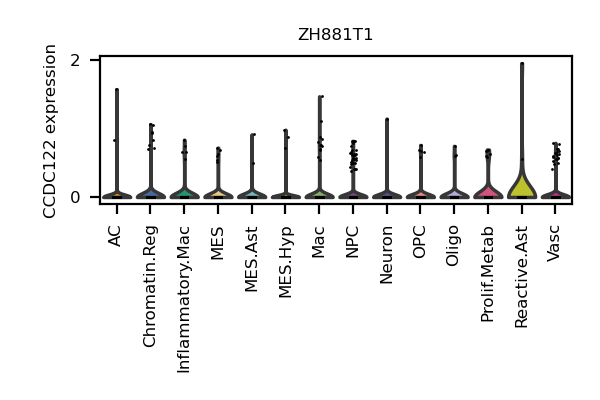 ZH881T1
CCDC122 expression
2
0
AC
Chromatin.Reg
Inflammatory.Mac
MES
MES.Ast
MES.Hyp
Mac
NPC
Neuron
OPC
Oligo
Prolif.Metab
Reactive.Ast
Vasc